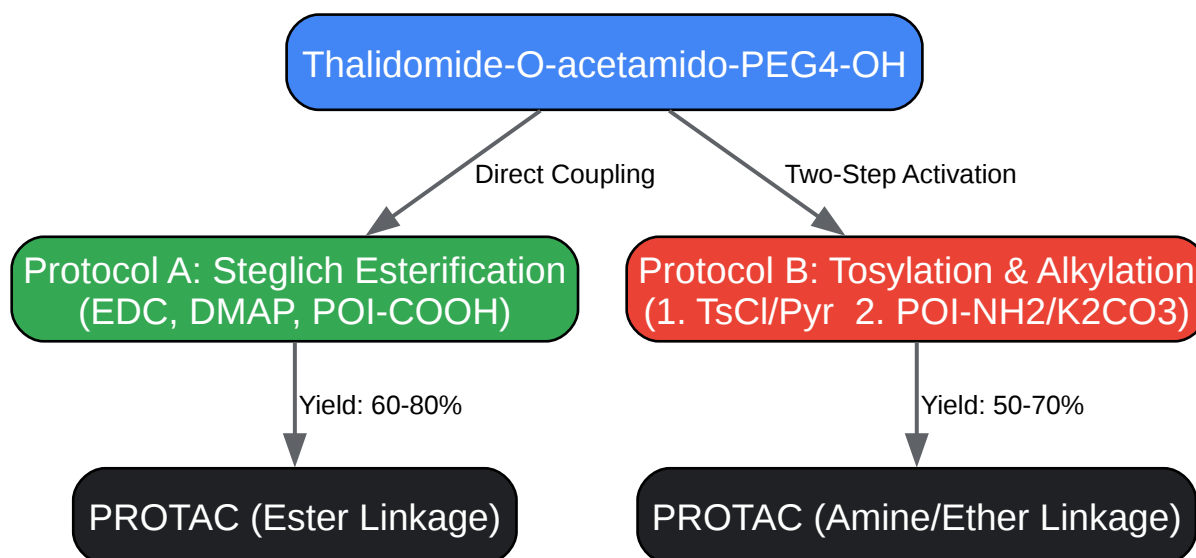 Thalidomide-O-acetamido-PEG4-OH
Direct Coupling
Two-Step Activation
Protocol A: Steglich Esterification
(EDC, DMAP, POI-COOH)
Protocol B: Tosylation & Alkylation
(1. TsCl/Pyr  2. POI-NH2/K2CO3)
Yield: 60-80%
Yield: 50-70%
PROTAC (Ester Linkage)
PROTAC (Amine/Ether Linkage)